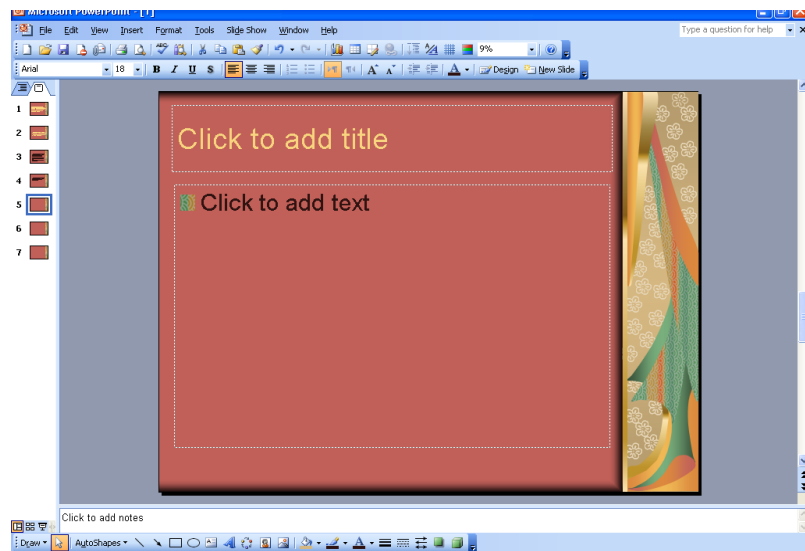 Microsoft PowerPoint - [1]
File Edit View Insert Format Tools Slide Show Window Help Type a question for help
9%
Arial 18 B I U S A A A Design New Slide
1
2
3
4
5
6
7
Click to add title
Click to add text
Click to add notes
Draw AutoShapes A A